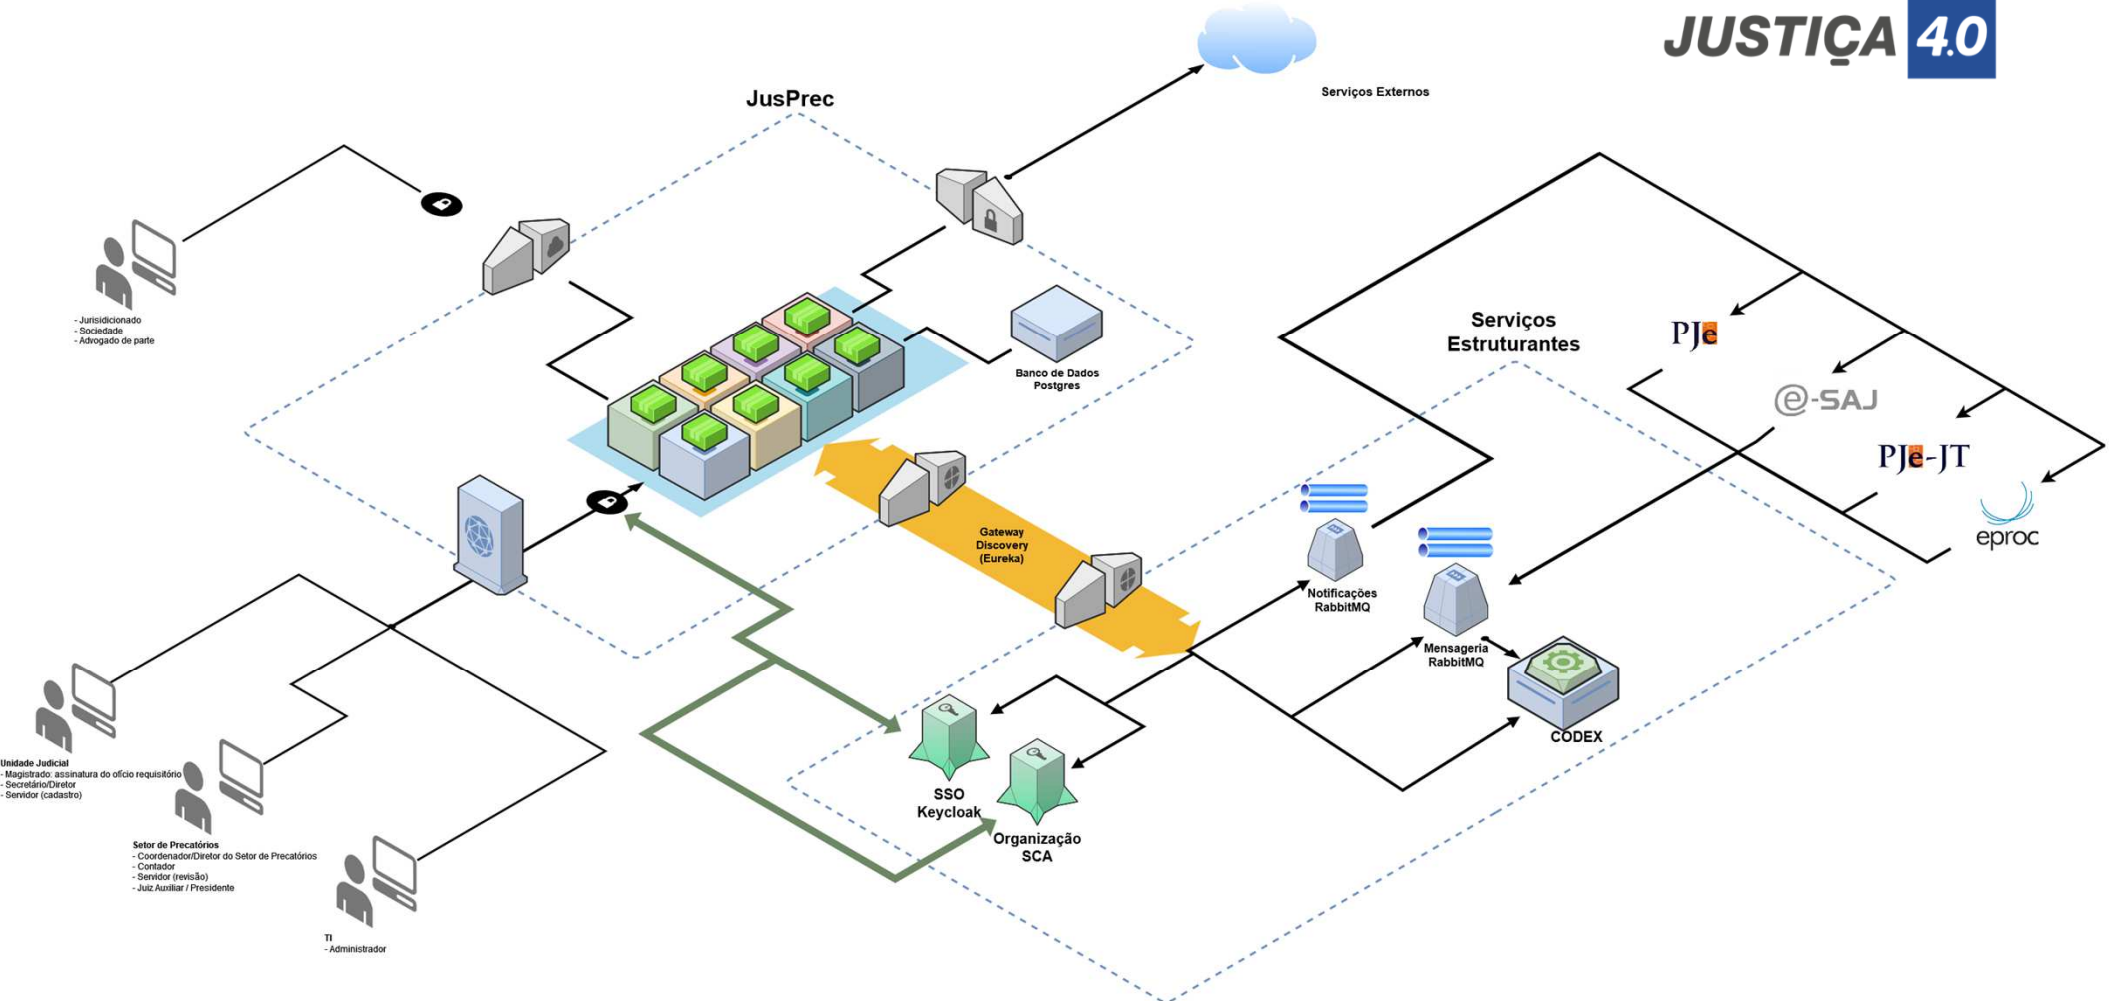 JUSTIÇA 4.0
JusPrec
Serviços Externos
- Jurisidicionado
- Sociedade
- Advogado de parte
Banco de Dados
Postgres
Serviços
Estruturantes
PJe
e-SAJ
PJe-JT
eproc
Gateway
Discovery
(Eureka)
Notificações
RabbitMQ
Mensageria
RabbitMQ
CODEX
SSO
Keycloak
Organização
SCA
Unidade Judicial
- Magistrado: assinatura do ofício requisitório
- Secretário/Diretor
- Servidor (cadastro)
Setor de Precatórios
- Coordenador/Diretor do Setor de Precatórios
- Contador
- Servidor (revisão)
- Juiz Auxiliar / Presidente
TI
- Administrador